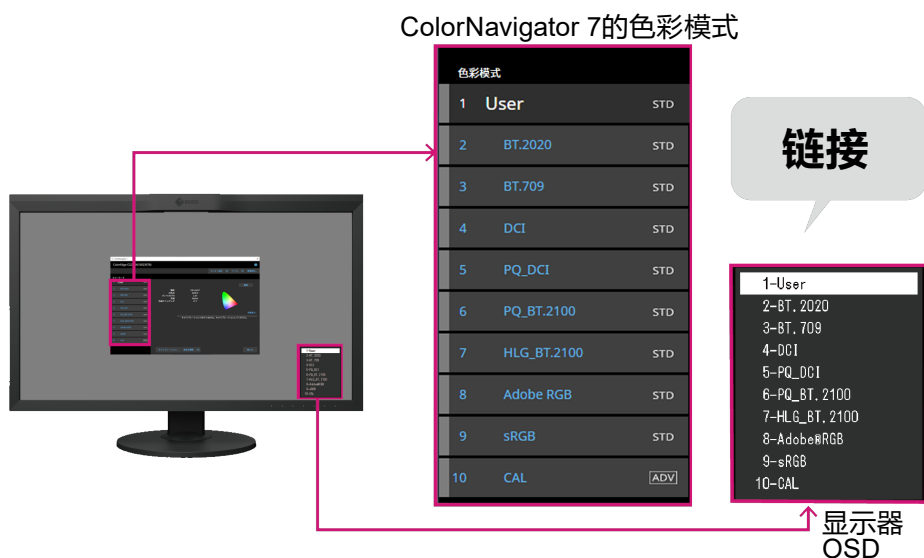 ColorNavigator 7的色彩模式
色彩模式
1 User STD
2 BT.2020 STD
3 BT.709 STD
4 DCI STD
5 PQ_DCI STD
6 PQ_BT.2100 STD
7 HLG_BT.2100 STD
8 Adobe RGB STD
9 sRGB STD
10 CAL ADV
链接
1-User
2-BT.2020
3-BT.709
4-DCI
5-PQ_DCI
6-PQ_BT.2100
7-HLG_BT.2100
8-Adobe®RGB
9-sRGB
10-CAL
显示器
OSD